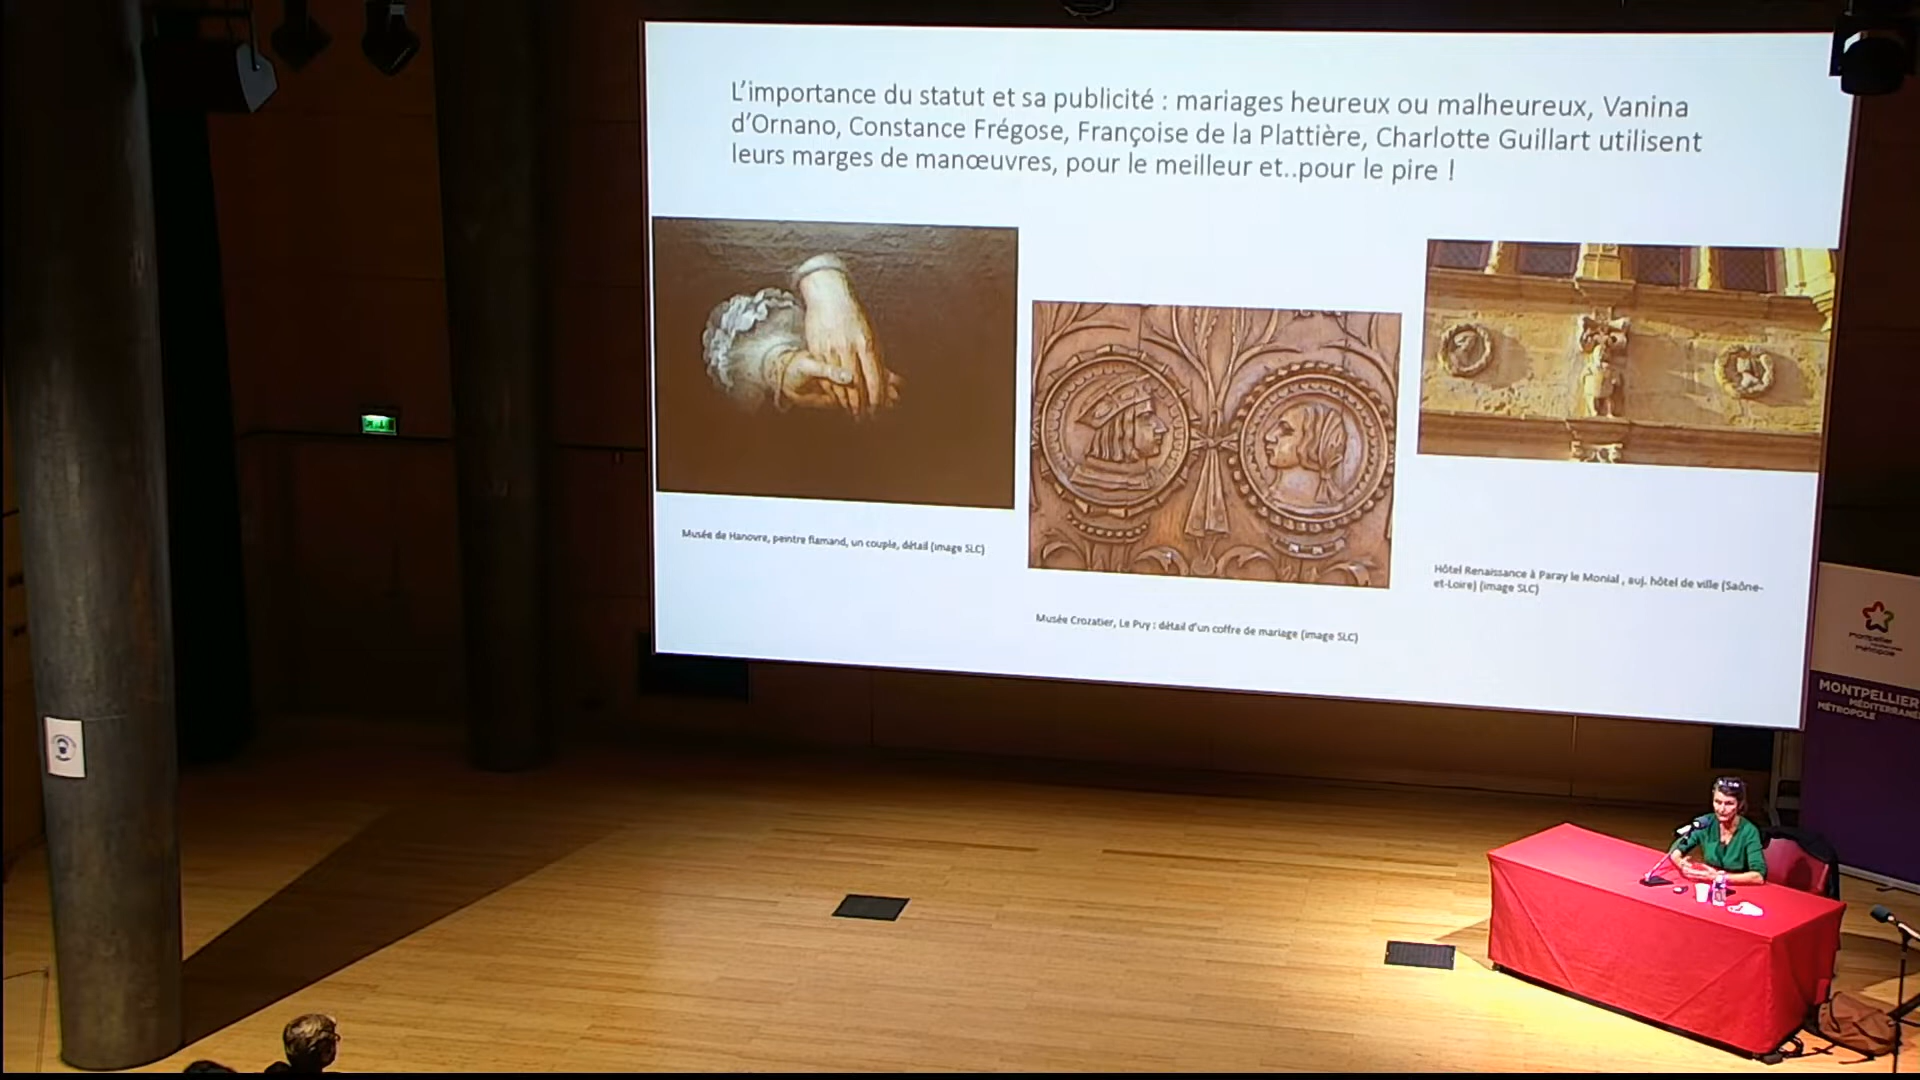 L'importance du statut et sa publicité : mariages heureux ou malheureux, Vanina
d'Ornano, Constance Frégose, Françoise de la Plattière, Charlotte Guillart utilisent
leurs marges de manœuvres, pour le meilleur et..pour le pire !
Musée de Hanovre, peintre flamand, un couple, détail (image SLC)
Musée Crozatier, Le Puy : détail d'un coffre de mariage (image SLC)
Hôtel Renaissance à Paray le Monial , auj. hôtel de ville (Saône-
et-Loire) (image SLC)
Montpellier
Métropole
MONTPELLIER
MÉDITERRANÉ
MÉTROPOLE